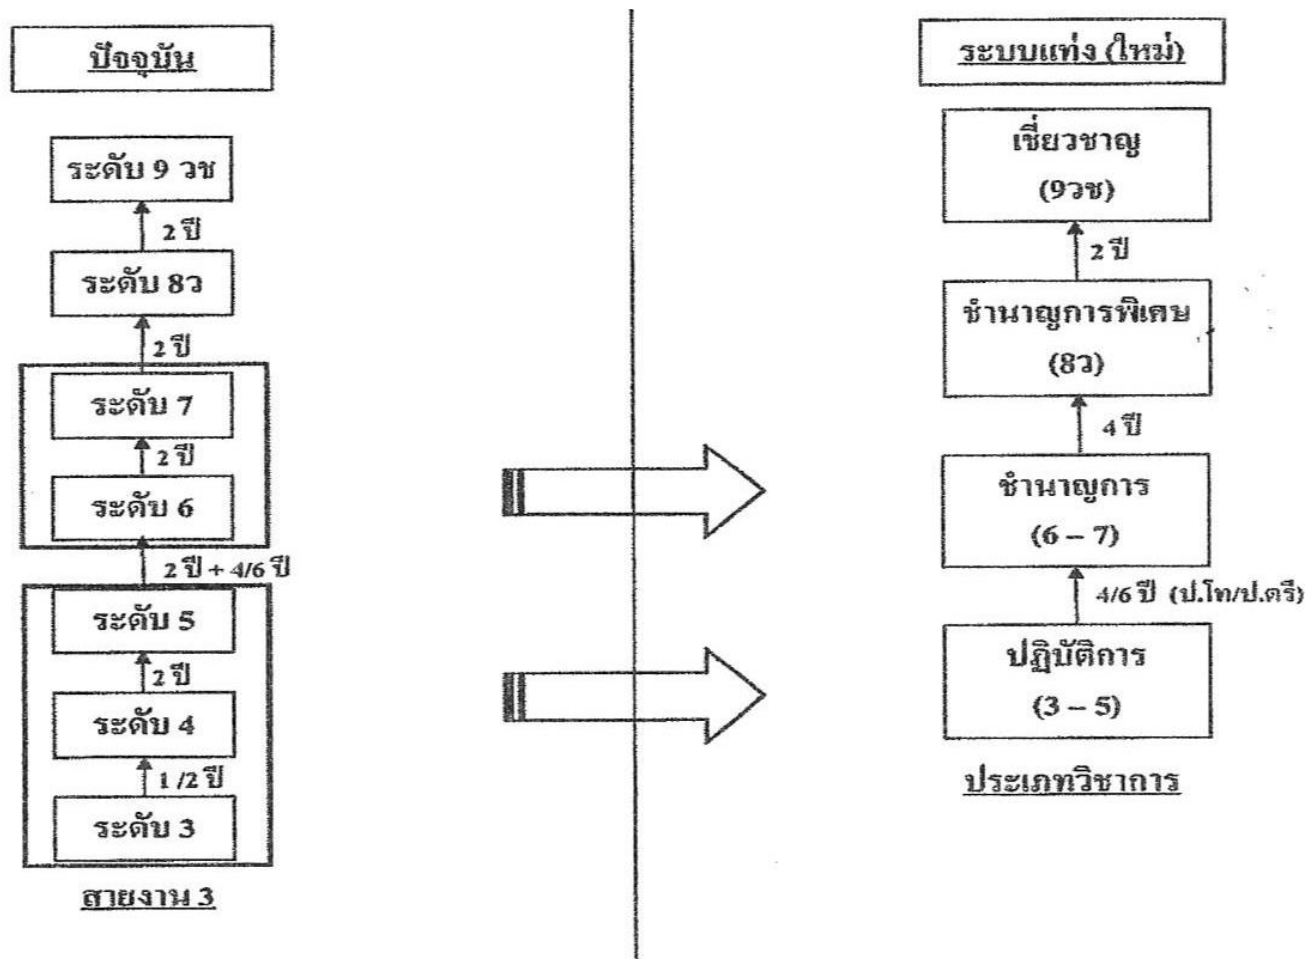 ปัจจุบัน
ระดับ 9 วช
2 ปี
ระดับ 8ว
2 ปี
ระดับ 7
2 ปี
ระดับ 6
2 ปี + 4/6 ปี
ระดับ 5
2 ปี
ระดับ 4
1 /2 ปี
ระดับ 3
สายงาน 3
ระบบแท่ง (ใหม่)
เชี่ยวชาญ
(9วช)
2 ปี
ชำนาญการพิเศษ
(8ว)
4 ปี
ชำนาญการ
(6 – 7)
4/6 ปี (ป.โท/ป.ตรี)
ปฏิบัติการ
(3 – 5)
ประเภทวิชาการ